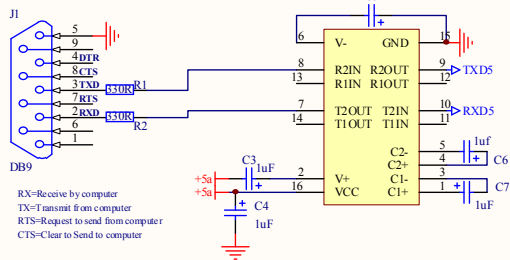 J1
5
9
4 DTR
8 CTS
3 TXD 330R R1
7 RTS
2 RXD 330R R2
6
1
DB9
6 V- GND 15
8 R2IN R2OUT 9 TXD5
13 R1IN R1OUT 12
7 T2OUT T2IN 10 RXD5
14 T1OUT T1IN 11
C2- 5 1uf
C2+ 4 C6
+5a C3 1uF 2 V+ C1- 3 C7
+5a 16 VCC C1+ 1 1uF
C4
1uF
RX=Receive by computer
TX=Transmit from computer
RTS=Request to send from computer
CTS=Clear to Send to computer